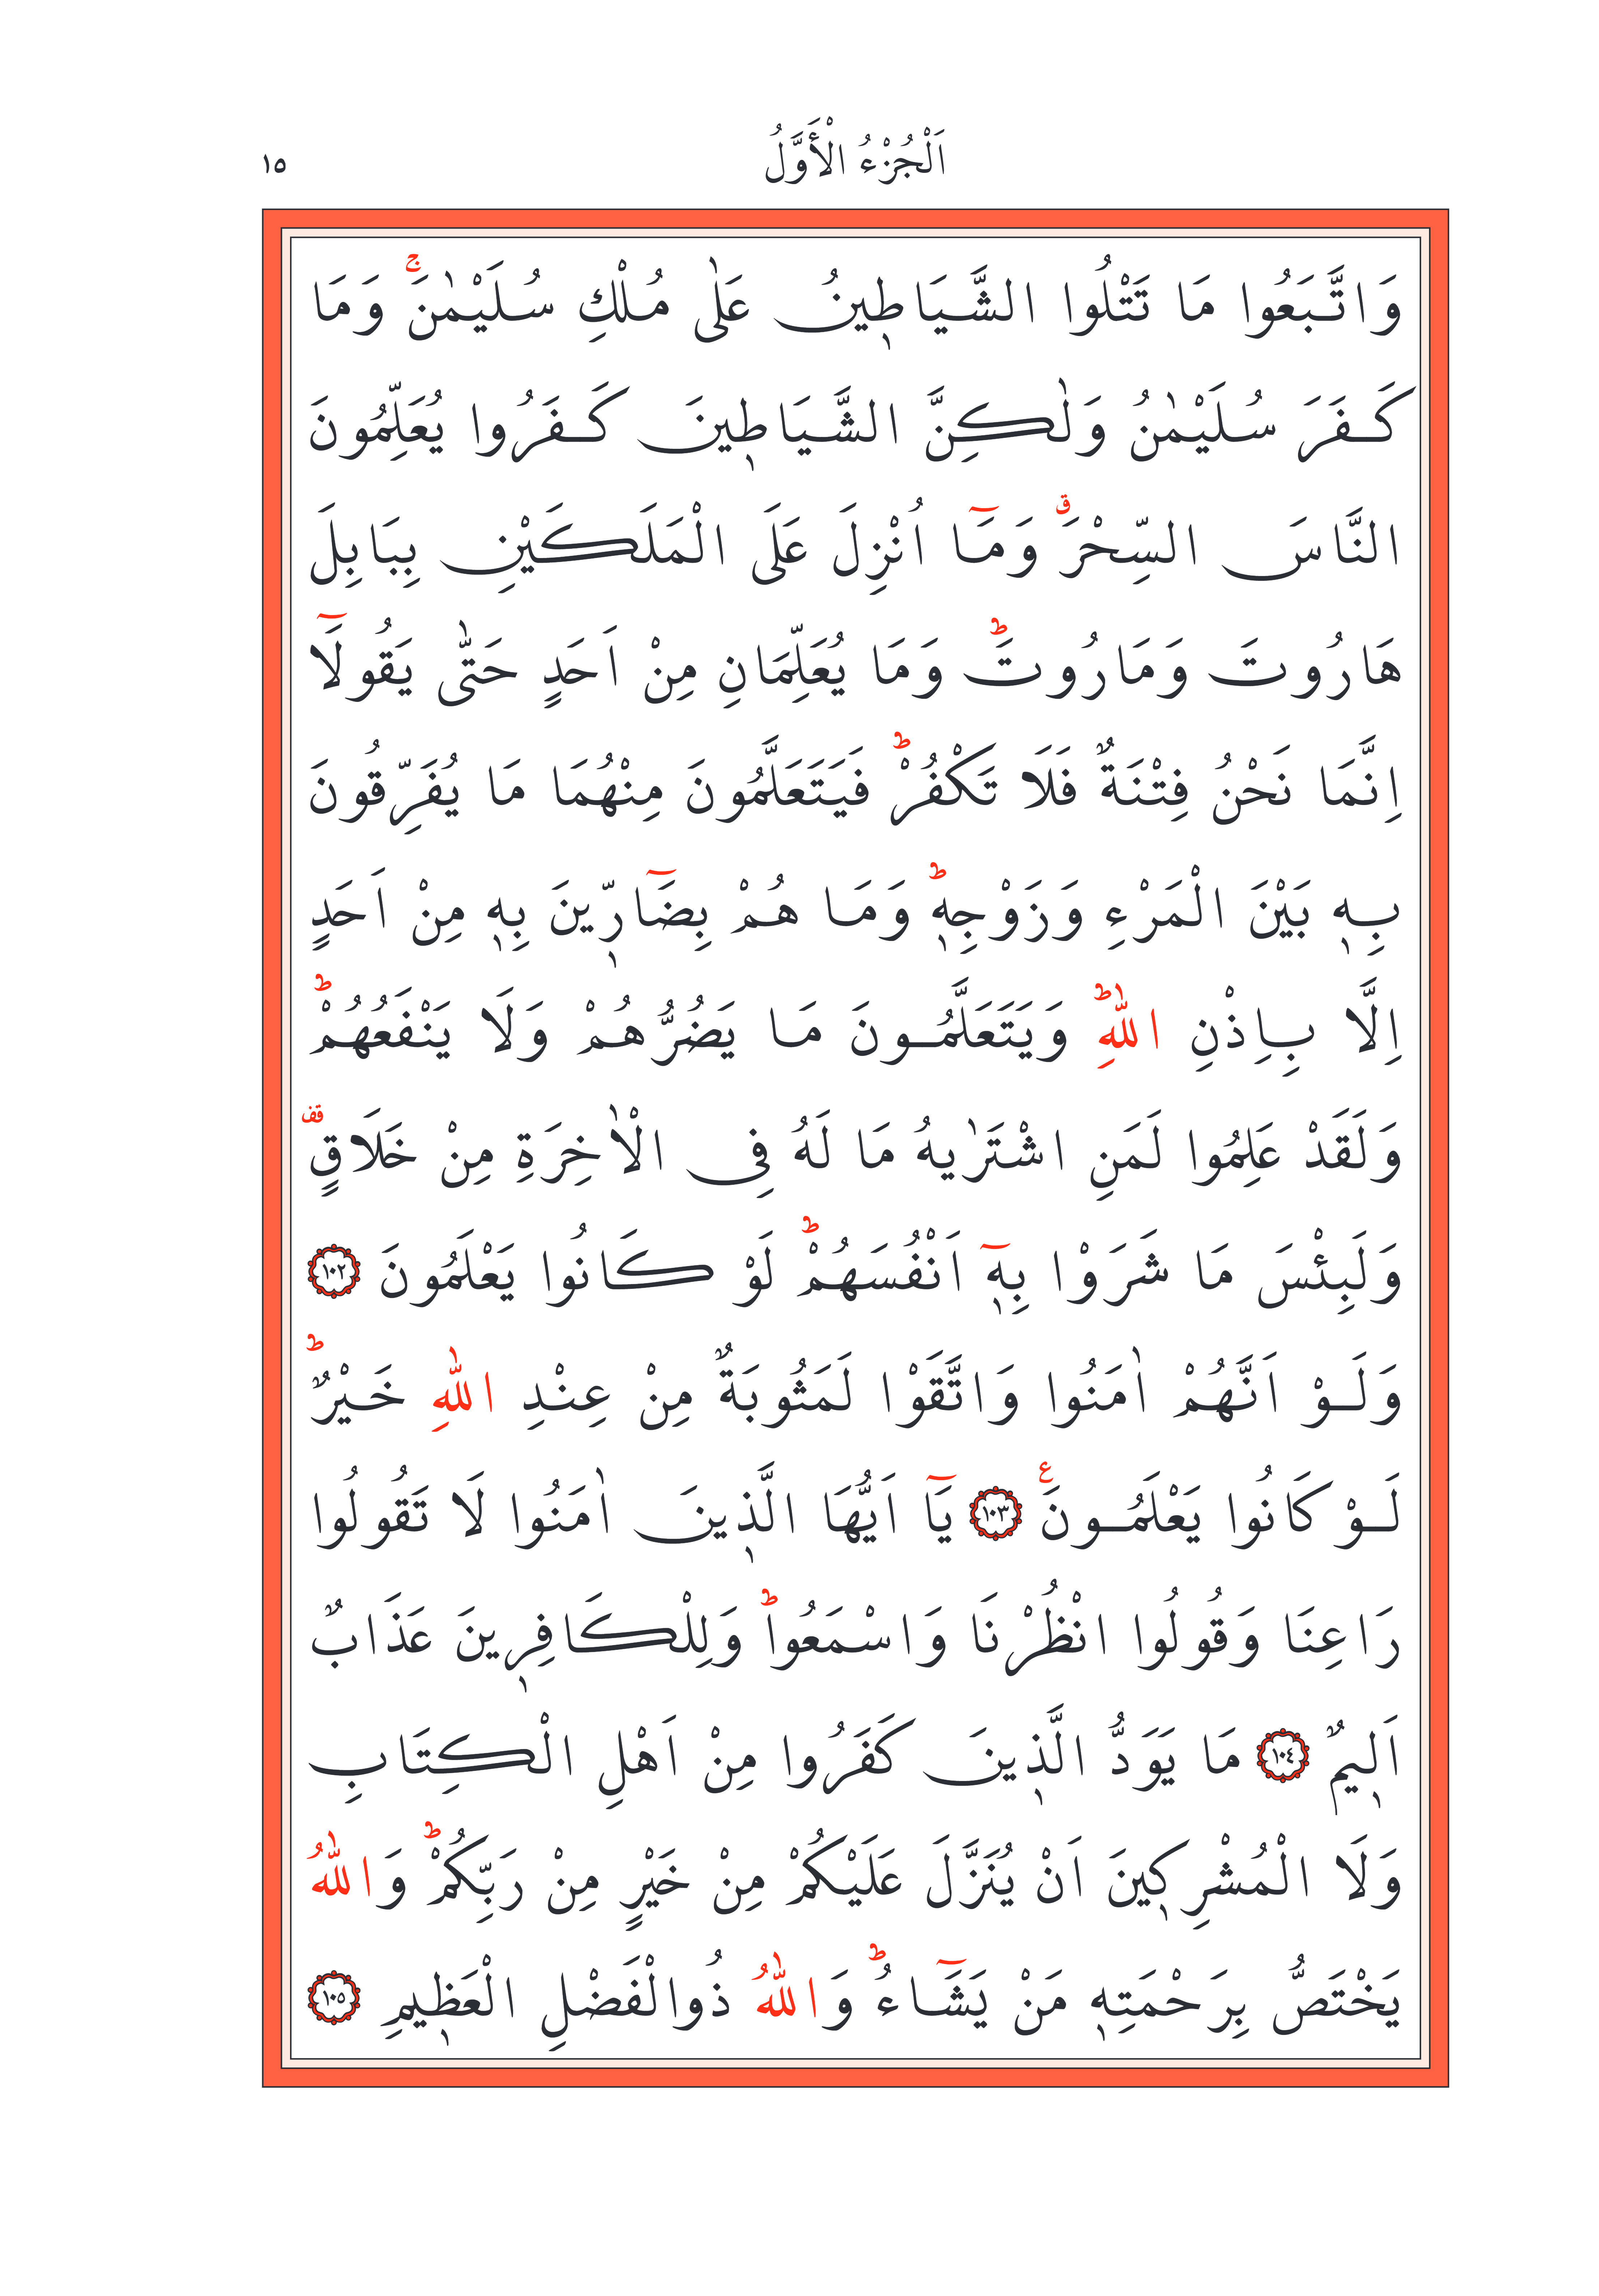 اَلْجُزْءُ الْأَوَّلُ
١٥
وَاتَّبَعُوا مَا تَتْلُوا الشَّيَاطٖينُ عَلٰى مُلْكِ سُلَيْمٰنَۚ وَمَا
كَفَرَ سُلَيْمٰنُ وَلٰكِنَّ الشَّيَاطٖينَ كَفَرُوا يُعَلِّمُونَ
النَّاسَ السِّحْرَࣗ وَمَٓا اُنْزِلَ عَلَى الْمَلَكَيْنِ بِبَابِلَ
هَارُوتَ وَمَارُوتَؕ وَمَا يُعَلِّمَانِ مِنْ اَحَدٍ حَتّٰى يَقُولَٓا
اِنَّمَا نَحْنُ فِتْنَةٌ فَلَا تَكْفُرْؕ فَيَتَعَلَّمُونَ مِنْهُمَا مَا يُفَرِّقُونَ
بِهٖ بَيْنَ الْمَرْءِ وَزَوْجِهٖؕ وَمَا هُمْ بِضَٓارّٖينَ بِهٖ مِنْ اَحَدٍ
اِلَّا بِاِذْنِ اللّٰهِؕ وَيَتَعَلَّمُونَ مَا يَضُرُّهُمْ وَلَا يَنْفَعُهُمْؕ
وَلَقَدْ عَلِمُوا لَمَنِ اشْتَرٰيهُ مَا لَهُ فِى الْاٰخِرَةِ مِنْ خَلَاقٍࣞ
وَلَبِئْسَ مَا شَرَوْا بِهٖٓ اَنْفُسَهُمْؕ لَوْ كَانُوا يَعْلَمُونَ ١٠٢
وَلَوْ اَنَّهُمْ اٰمَنُوا وَاتَّقَوْا لَمَثُوبَةٌ مِنْ عِنْدِ اللّٰهِ خَيْرٌؕ
لَوْ كَانُوا يَعْلَمُونَࣖ ١٠٣ يَٓا اَيُّهَا الَّذٖينَ اٰمَنُوا لَا تَقُولُوا
رَاعِنَا وَقُولُوا انْظُرْنَا وَاسْمَعُواؕ وَلِلْكَافِرٖينَ عَذَابٌ
اَلٖيمٌ ١٠٤ مَا يَوَدُّ الَّذٖينَ كَفَرُوا مِنْ اَهْلِ الْكِتَابِ
وَلَا الْمُشْرِكٖينَ اَنْ يُنَزَّلَ عَلَيْكُمْ مِنْ خَيْرٍ مِنْ رَبِّكُمْؕ وَاللّٰهُ
يَخْتَصُّ بِرَحْمَتِهٖ مَنْ يَشَٓاءُؕ وَاللّٰهُ ذُوالْفَضْلِ الْعَظٖيمِ ١٠٥